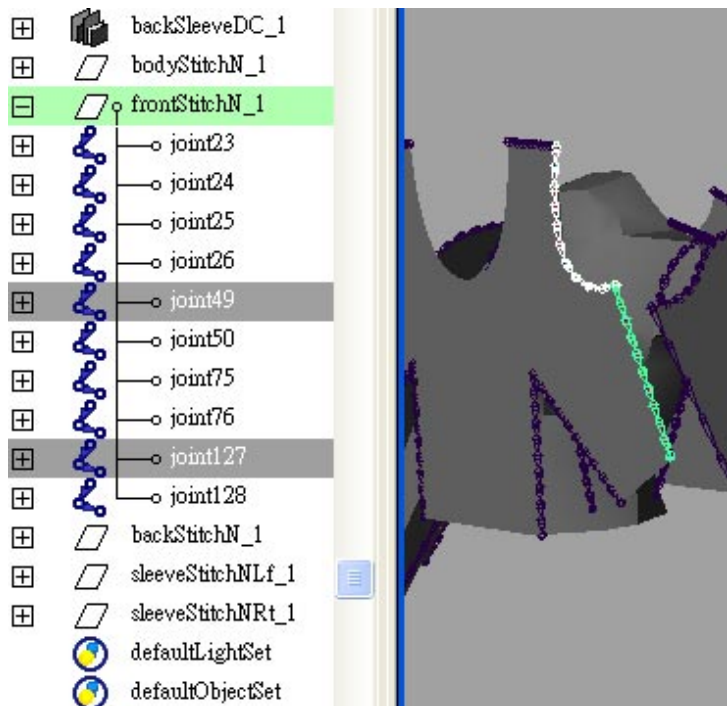 backSleeveDC_1
bodyStitchN_1
frontStitchN_1
joint23
joint24
joint25
joint26
joint49
joint50
joint75
joint76
joint127
joint128
backStitchN_1
sleeveStitchNLf_1
sleeveStitchNRt_1
defaultLightSet
defaultObjectSet